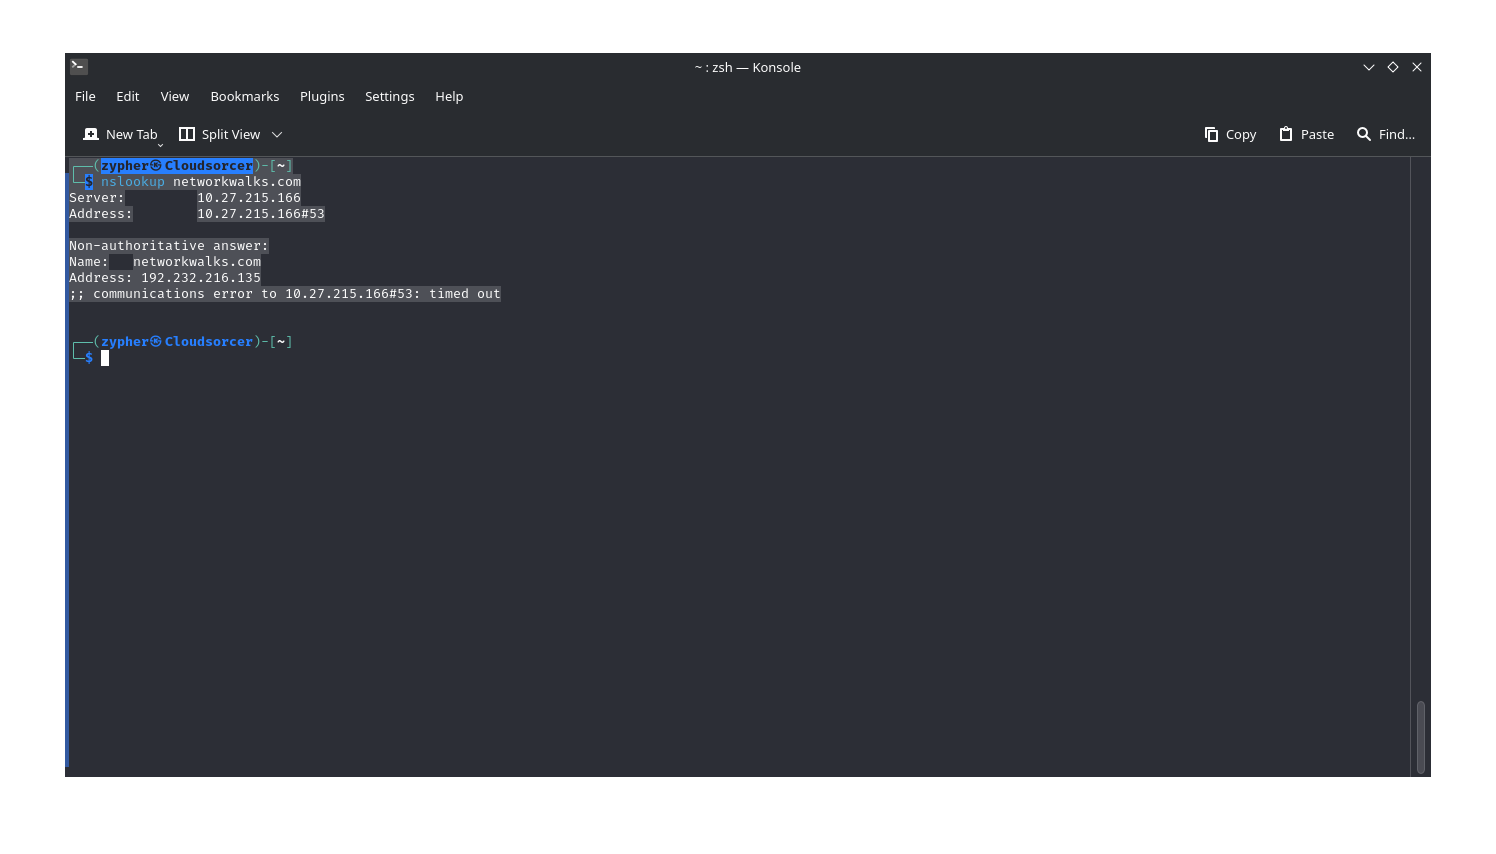 ~ : zsh — Konsole
File Edit View Bookmarks Plugins Settings Help
New Tab Split View Copy Paste Find...
┌──(zypher㉿Cloudsorcer)-[~]
└─$ nslookup networkwalks.com
Server:         10.27.215.166
Address:        10.27.215.166#53

Non-authoritative answer:
Name:   networkwalks.com
Address: 192.232.216.135
;; communications error to 10.27.215.166#53: timed out

┌──(zypher㉿Cloudsorcer)-[~]
└─$